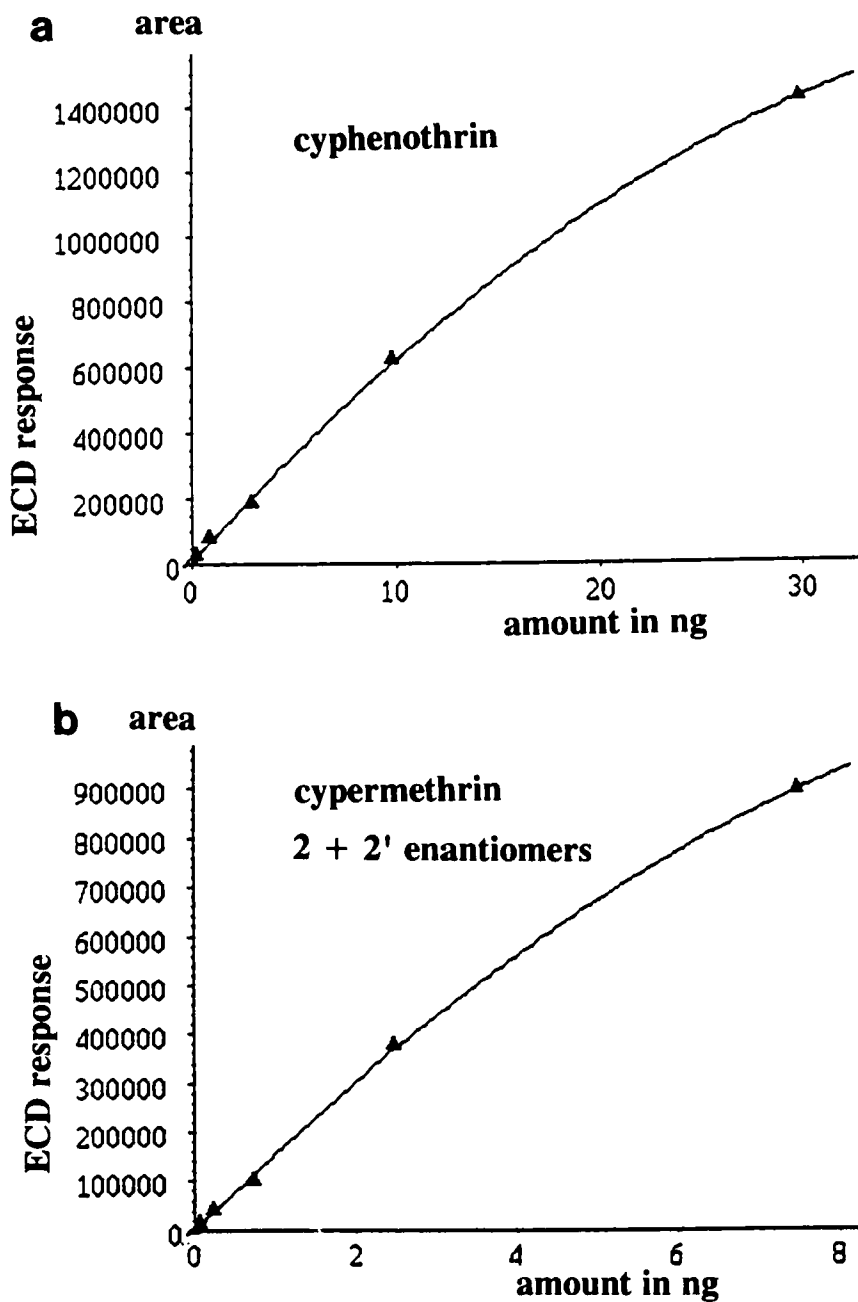 a area
cyphenothrin
1400000
1200000
1000000
800000
600000
400000
200000
0
ECD response
0 10 20 30
amount in ng
b area
cypermethrin
2 + 2' enantiomers
900000
800000
700000
600000
500000
400000
300000
200000
100000
0
ECD response
0 2 4 6 8
amount in ng